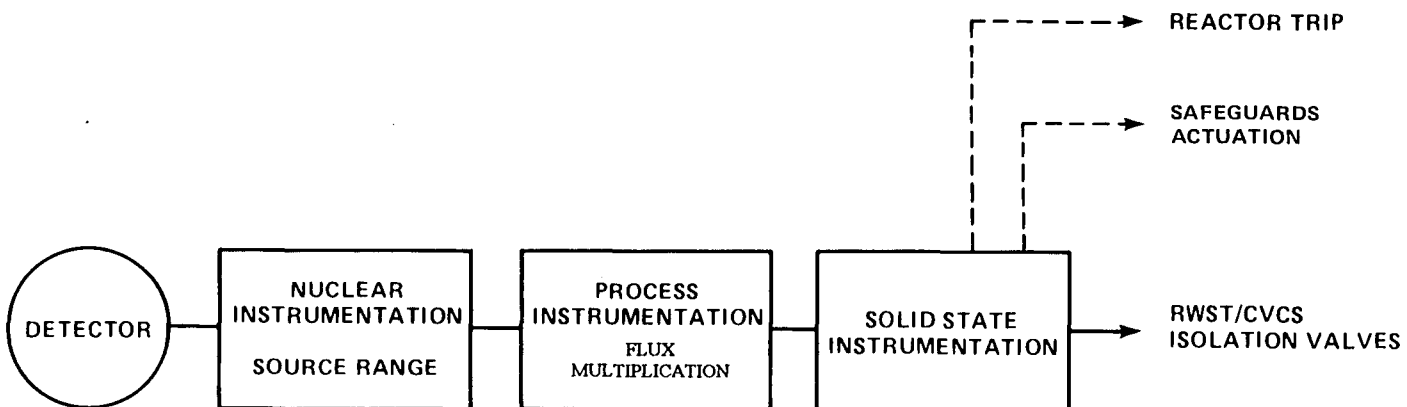 REACTOR TRIP
SAFEGUARDS
ACTUATION
DETECTOR
NUCLEAR
INSTRUMENTATION
SOURCE RANGE
PROCESS
INSTRUMENTATION
FLUX
MULTIPLICATION
SOLID STATE
INSTRUMENTATION
RWST/CVCS
ISOLATION VALVES